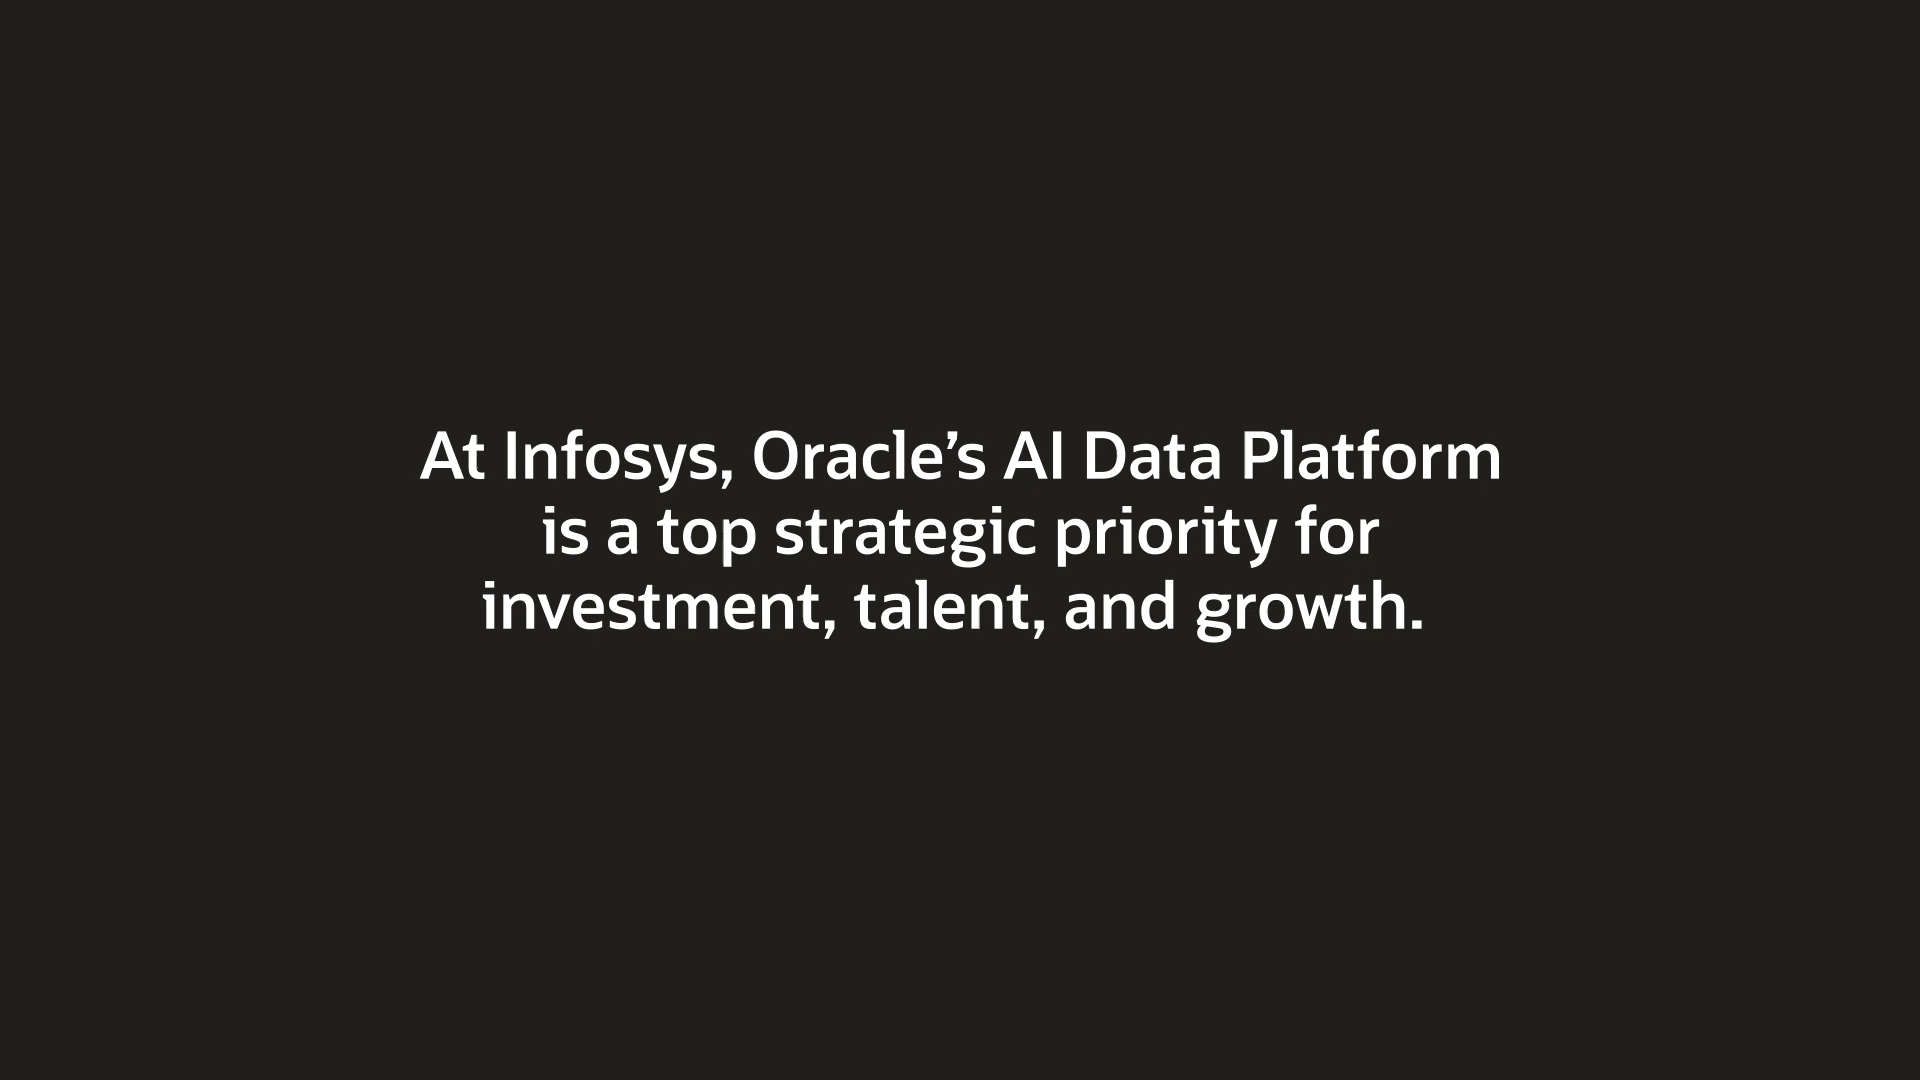 At Infosys, Oracle’s AI Data Platform
is a top strategic priority for
investment, talent, and growth.